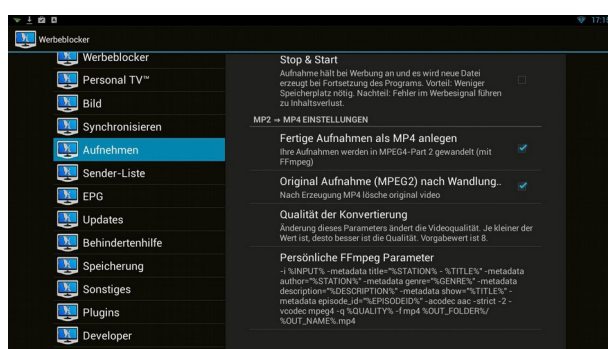 17:15
Werbeblocker
Werbeblocker
Personal TV™
Bild
Synchronisieren
Aufnehmen
Sender-Liste
EPG
Updates
Behindertenhilfe
Speicherung
Sonstiges
Plugins
Developer
Stop & Start
Aufnahme hält bei Werbung an und es wird neue Datei
erzeugt bei Fortsetzung des Programs. Vorteil: Weniger
Speicherplatz nötig. Nachteil: Fehler im Werbesignal führen
zu Inhaltsverlust.
MP2 ⇒ MP4 EINSTELLUNGEN
Fertige Aufnahmen als MP4 anlegen
Ihre Aufnahmen werden in MPEG4-Part 2 gewandelt (mit
FFmpeg)
Original Aufnahme (MPEG2) nach Wandlung..
Nach Erzeugung MP4 lösche original video
Qualität der Konvertierung
Änderung dieses Parameters ändert die Videoqualität. Je kleiner der
Wert ist, desto besser ist die Qualität. Vorgabewert ist 8.
Persönliche FFmpeg Parameter
-i %INPUT% -metadata title="%STATION% - %TITLE%" -metadata
author="%STATION%" -metadata genre="%GENRE%" -metadata
description="%DESCRIPTION%" -metadata show="%TITLE%" -
metadata episode_id="%EPISODEID%" -acodec aac -strict -2 -
vcodec mpeg4 -q %QUALITY% -f mp4 %OUT_FOLDER%/
%OUT_NAME%.mp4